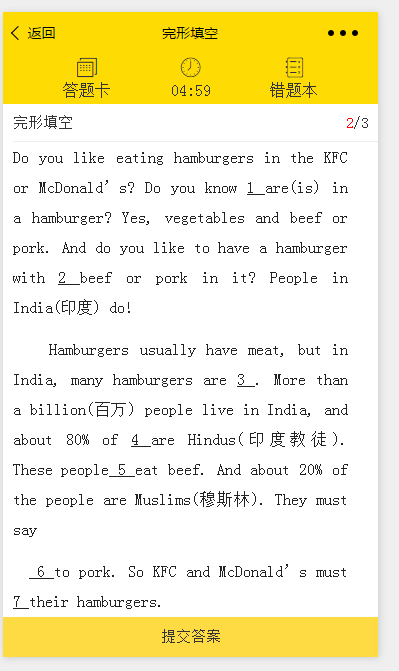 返回 完形填空
答题卡 04:59 错题本
完形填空 2/3
Do you like eating hamburgers in the KFC
or McDonald's? Do you know 1 are(is) in
a hamburger? Yes, vegetables and beef or
pork. And do you like to have a hamburger
with 2 beef or pork in it? People in
India(印度) do!
Hamburgers usually have meat, but in
India, many hamburgers are 3 . More than
a billion(百万) people live in India, and
about 80% of 4 are Hindus(印度教徒).
These people 5 eat beef. And about 20% of
the people are Muslims(穆斯林). They must
say
6 to pork. So KFC and McDonald's must
7 their hamburgers.
提交答案